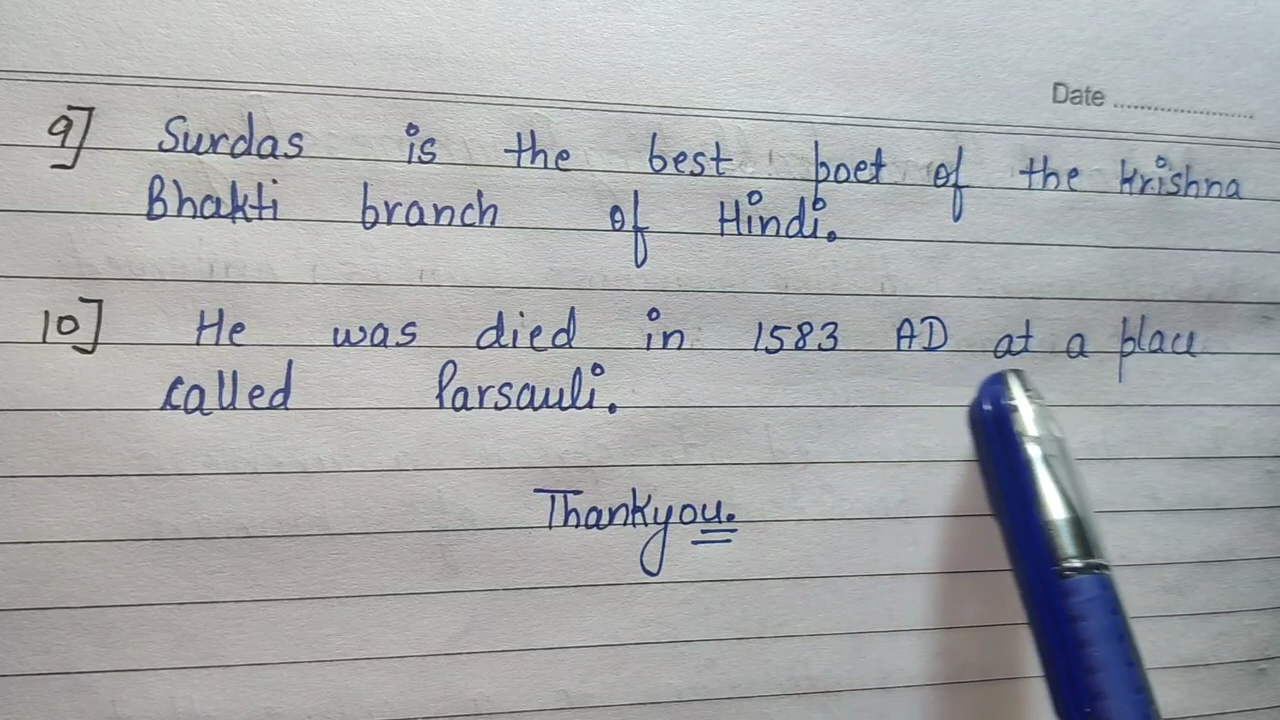 Date ....................
9] Surdas is the best poet of the Krishna
Bhakti branch of Hindi.
10] He was died in 1583 AD at a place
called Parsauli.
Thankyou.